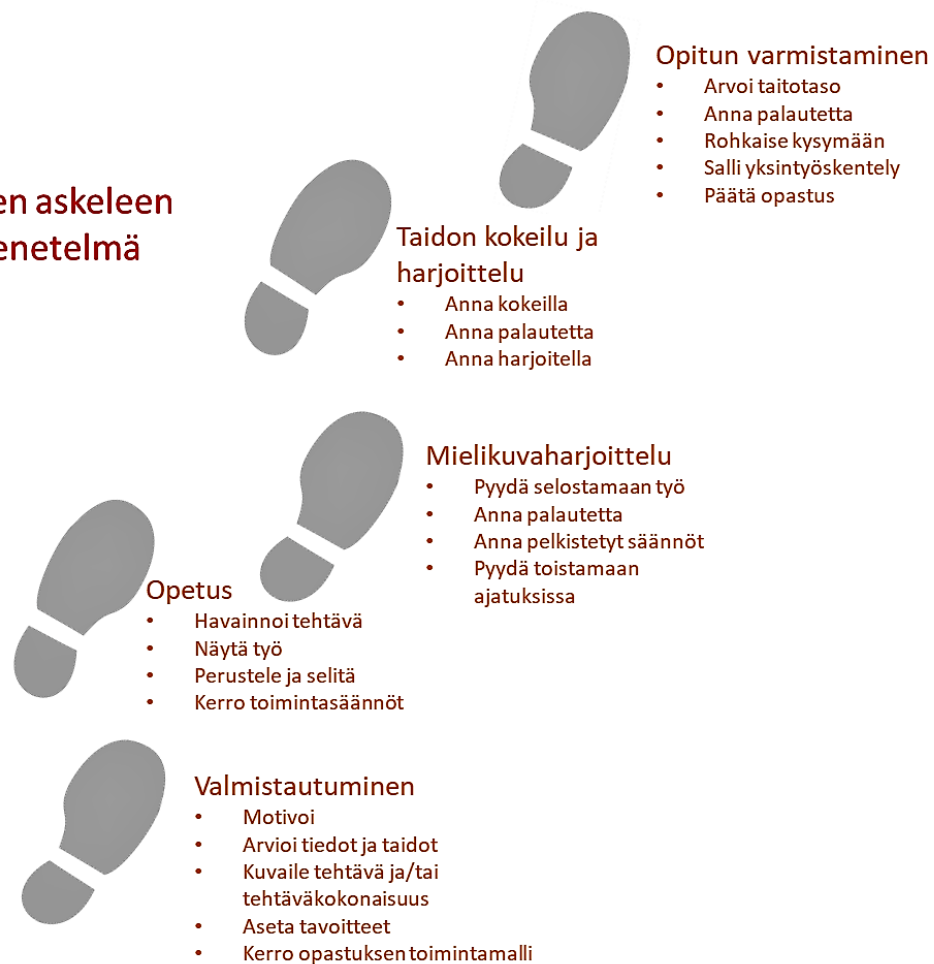 en askeleen
enetelmä
Opitun varmistaminen
• Arvoi taitotaso
• Anna palautetta
• Rohkaise kysymään
• Salli yksintyöskentely
• Päätä opastus
Taidon kokeilu ja
harjoittelu
• Anna kokeilla
• Anna palautetta
• Anna harjoitella
Mielikuvaharjoittelu
• Pyydä selostamaan työ
• Anna palautetta
• Anna pelkistetyt säännöt
• Pyydä toistamaan
ajatuksissa
Opetus
• Havainnoi tehtävä
• Näytä työ
• Perustele ja selitä
• Kerro toimintasäännöt
Valmistautuminen
• Motivoi
• Arvioi tiedot ja taidot
• Kuvaile tehtävä ja/tai
tehtäväkokonaisuus
• Aseta tavoitteet
• Kerro opastuksen toimintamalli